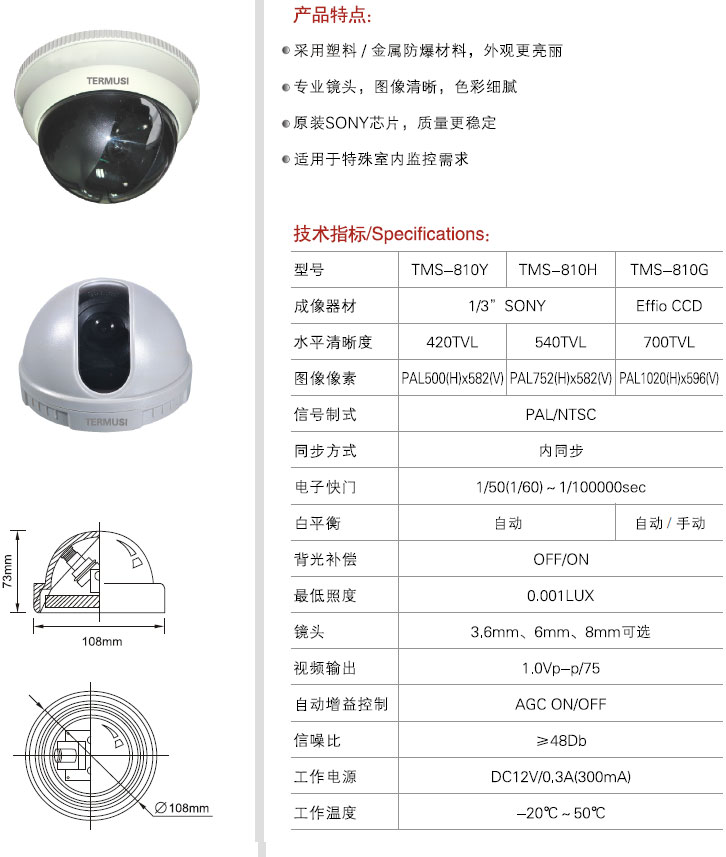 TERMUSI
TERMUSI
73mm
108mm
∅108mm
产品特点:
采用塑料 / 金属防爆材料，外观更亮丽
专业镜头，图像清晰，色彩细腻
原装SONY芯片，质量更稳定
适用于特殊室内监控需求
技术指标/Specifications:
型号 TMS-810Y TMS-810H TMS-810G
成像器材 1/3” SONY Effio CCD
水平清晰度 420TVL 540TVL 700TVL
图像像素 PAL500(H)x582(V) PAL752(H)x582(V) PAL1020(H)x596(V)
信号制式 PAL/NTSC
同步方式 内同步
电子快门 1/50(1/60) ~ 1/100000sec
白平衡 自动 自动 / 手动
背光补偿 OFF/ON
最低照度 0.001LUX
镜头 3.6mm、6mm、8mm可选
视频输出 1.0Vp-p/75
自动增益控制 AGC ON/OFF
信噪比 ≥48Db
工作电源 DC12V/0.3A(300mA)
工作温度 -20℃ ~ 50℃